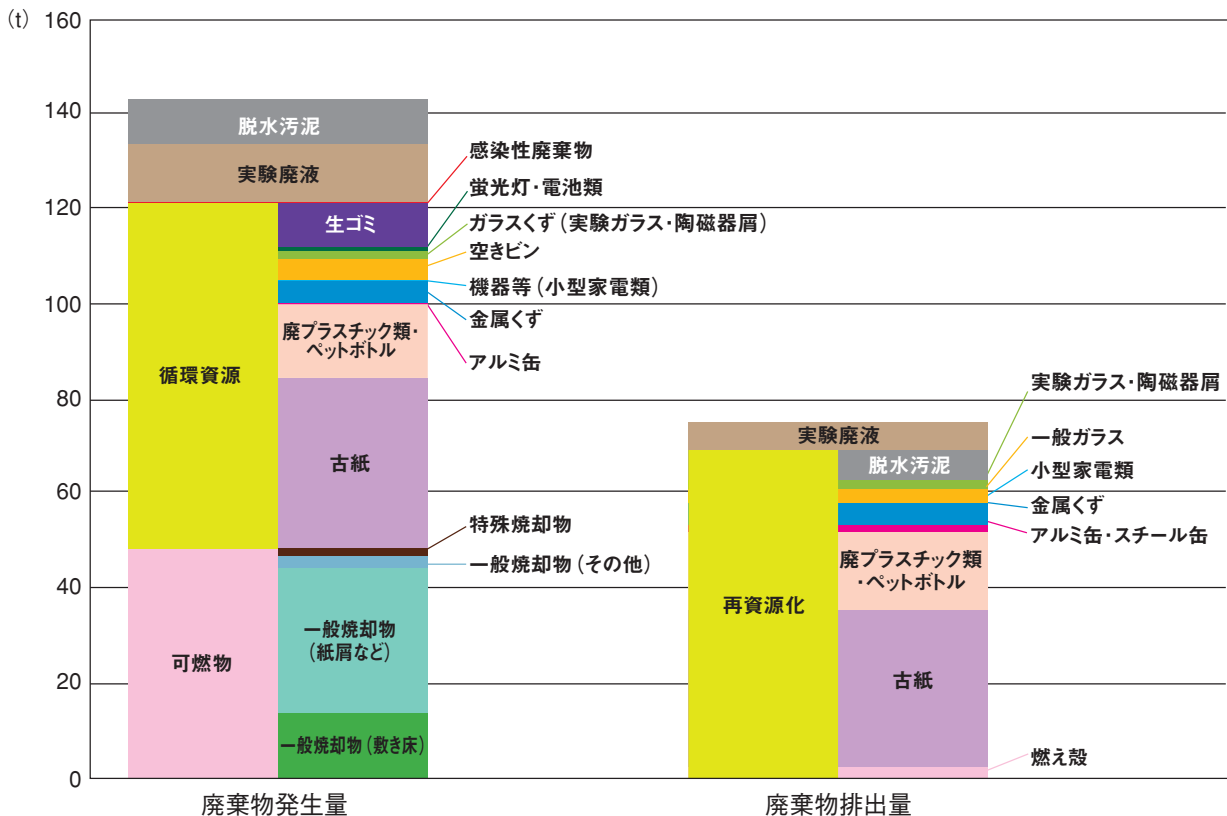 (t)
160
140
120
100
80
60
40
20
0
脱水汚泥
実験廃液
循環資源
可燃物
生ゴミ
廃プラスチック類・
ペットボトル
古紙
一般焼却物
(紙屑など)
一般焼却物(敷き床)
感染性廃棄物
蛍光灯・電池類
ガラスくず(実験ガラス・陶磁器屑)
空きビン
機器等(小型家電類)
金属くず
アルミ缶
特殊焼却物
一般焼却物(その他)
廃棄物発生量
実験廃液
再資源化
脱水汚泥
廃プラスチック類
・ペットボトル
古紙
実験ガラス・陶磁器屑
一般ガラス
小型家電類
金属くず
アルミ缶・スチール缶
燃え殻
廃棄物排出量